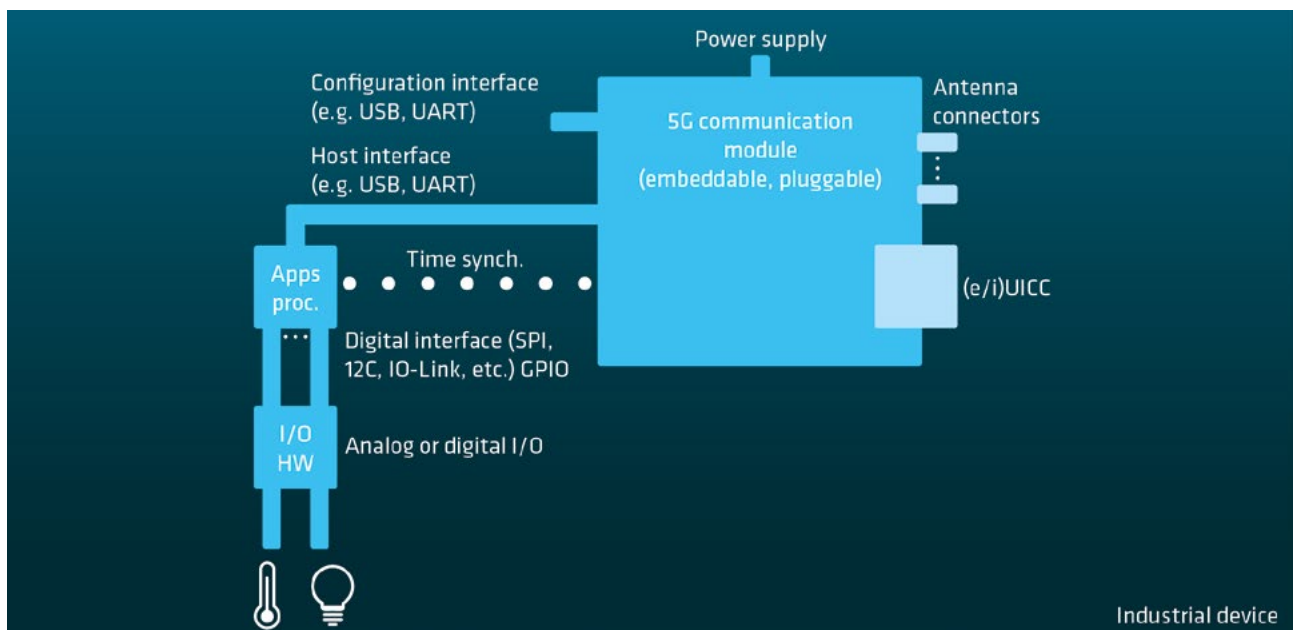 Power supply
Configuration interface
(e.g. USB, UART)
Antenna
connectors
5G communication
module
(embeddable, pluggable)
Host interface
(e.g. USB, UART)
Apps
proc.
Time synch.
(e/i)UICC
Digital interface (SPI,
12C, IO-Link, etc.) GPIO
I/O
HW
Analog or digital I/O
Industrial device